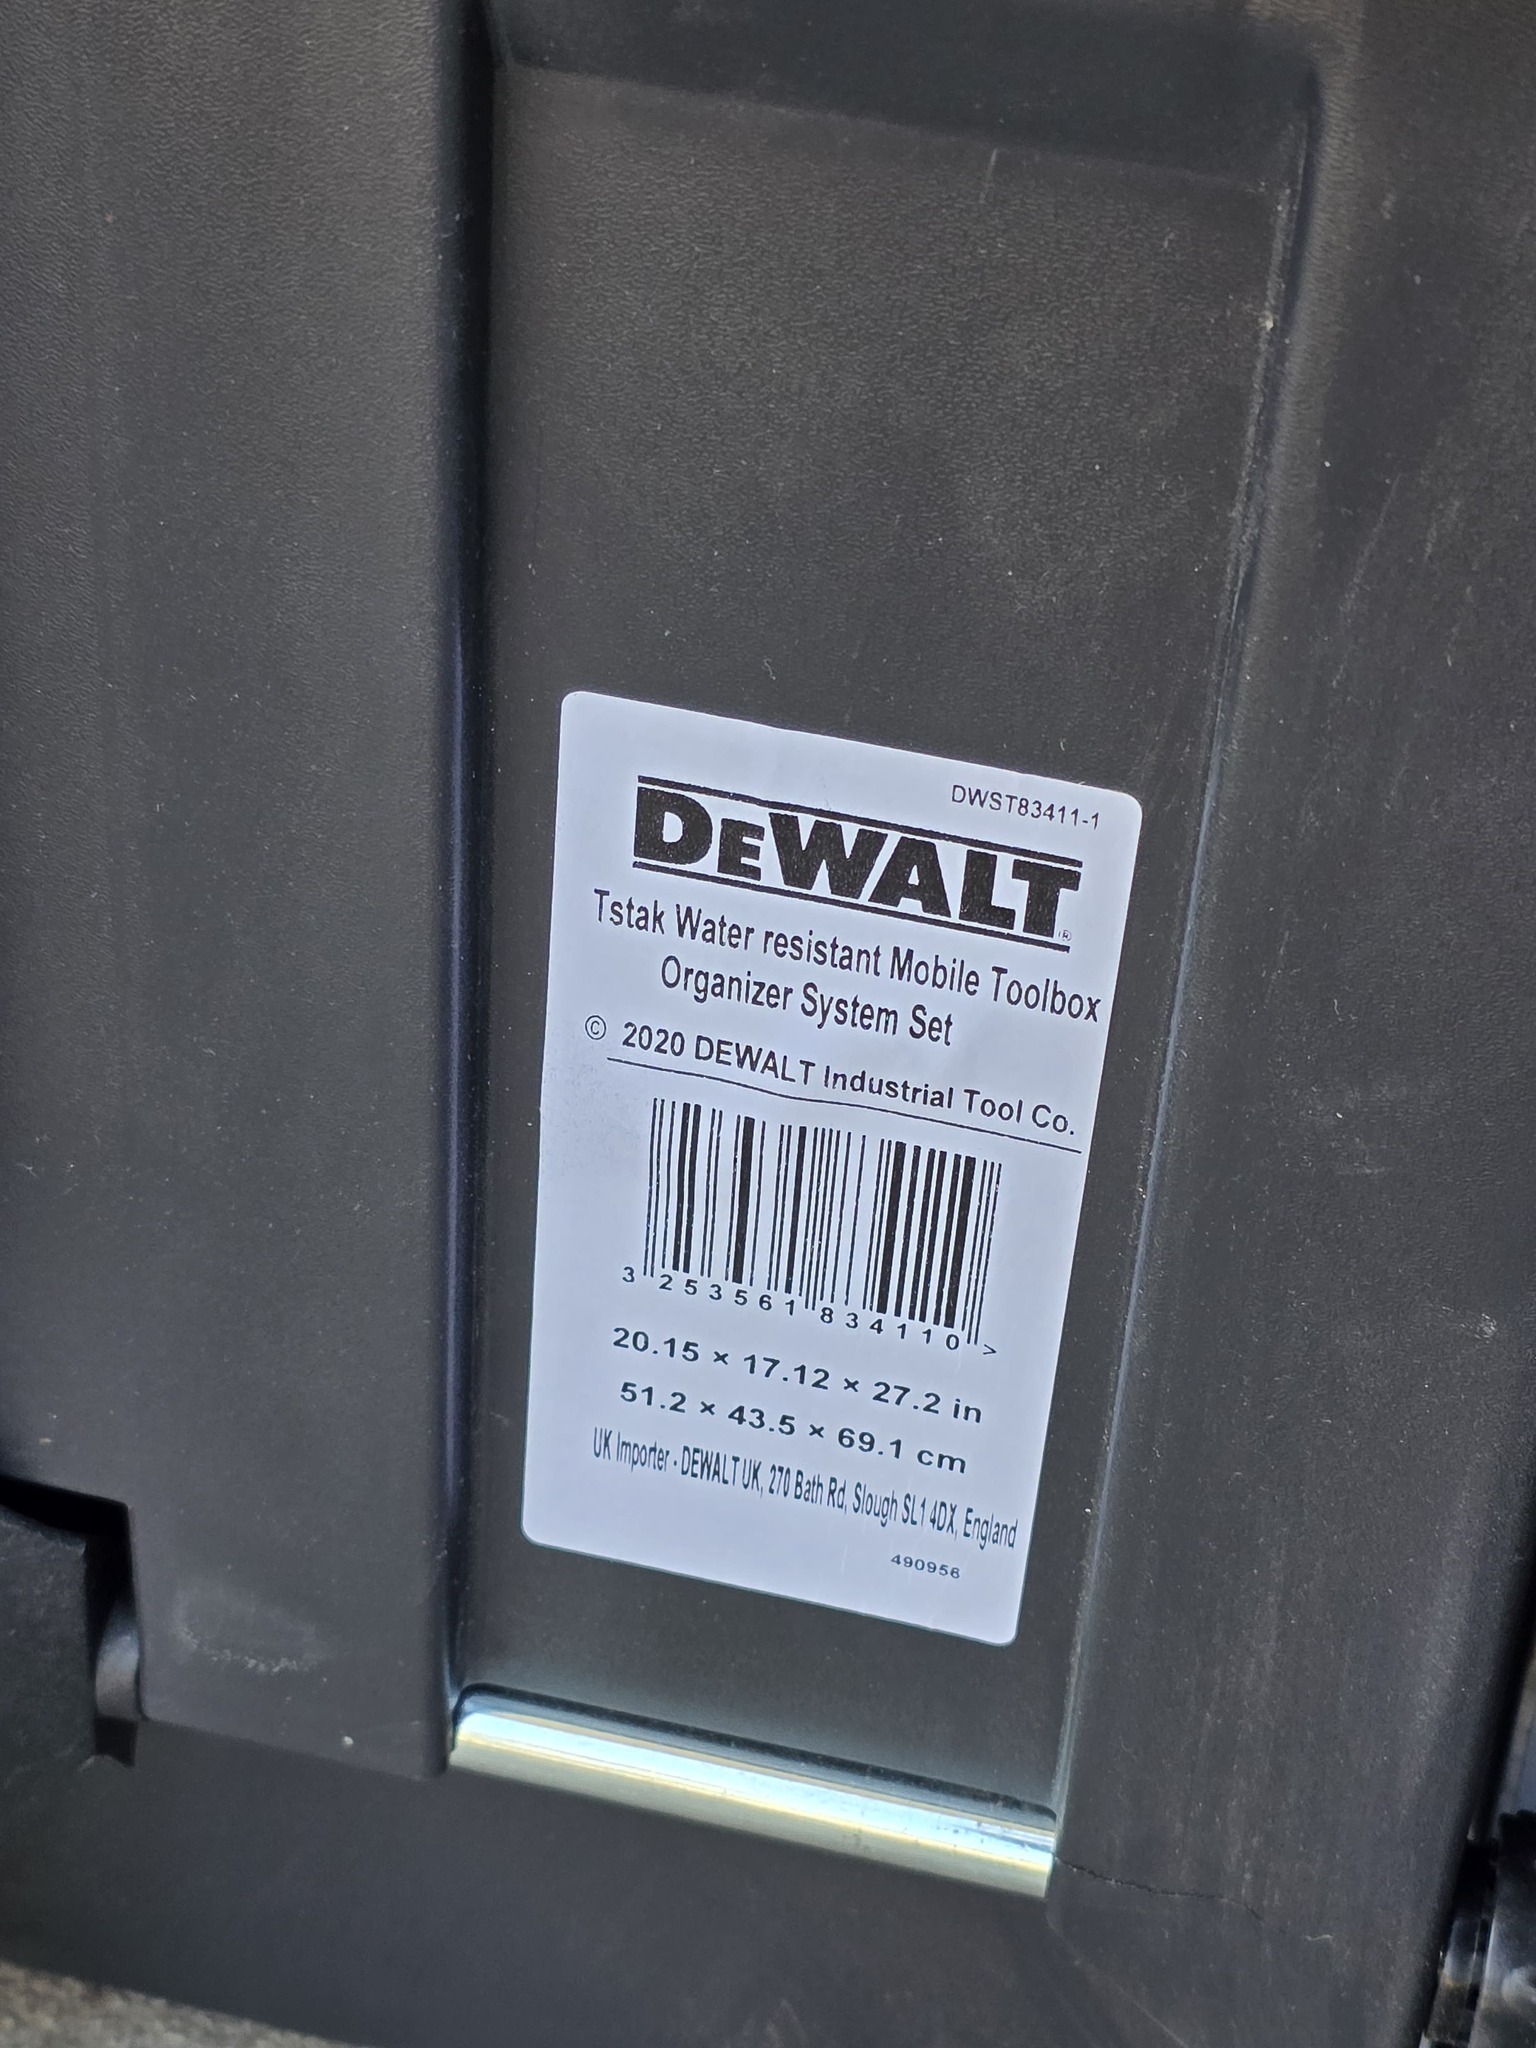 DWST83411-1
DEWALT®
Tstak Water resistant Mobile Toolbox
Organizer System Set
© 2020 DEWALT Industrial Tool Co.
3 253561 834110 >
20.15 × 17.12 × 27.2 in
51.2 × 43.5 × 69.1 cm
UK Importer - DEWALT UK, 270 Bath Rd, Slough SL1 4DX, England
490956